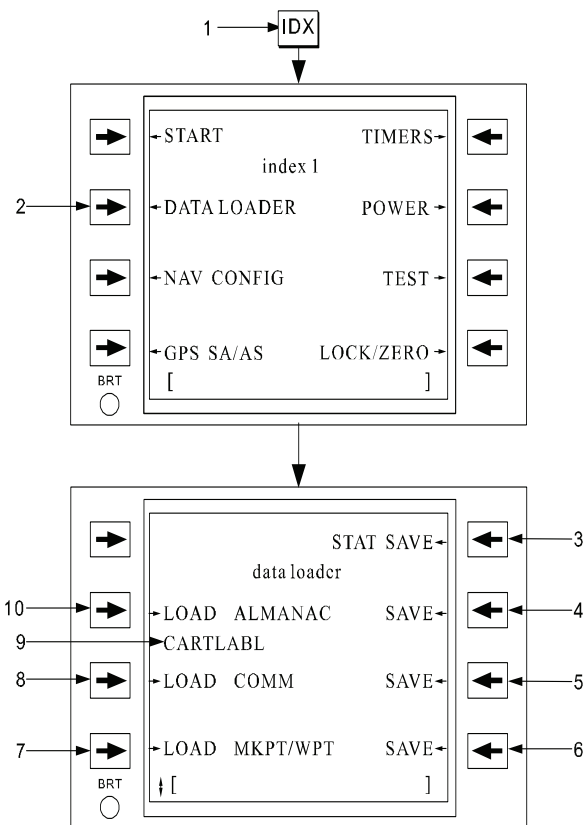 1 IDX
START TIMERS
index 1
2 DATA LOADER POWER
NAV CONFIG TEST
GPS SA/AS LOCK/ZERO
BRT [ ]
STAT SAVE 3
data loader
10 LOAD ALMANAC SAVE 4
9 CARTLABL
8 LOAD COMM SAVE 5
7 LOAD MKPT/WPT SAVE 6
BRT [ ]